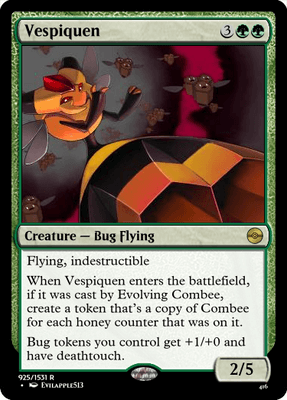 Vespiquen 3
Creature — Bug Flying
Flying, indestructible
When Vespiquen enters the battlefield,
if it was cast by Evolving Combee,
create a token that's a copy of Combee
for each honey counter that was on it.
Bug tokens you control get +1/+0 and
have deathtouch.
2/5
925/1531 R
• Evilapple513
416